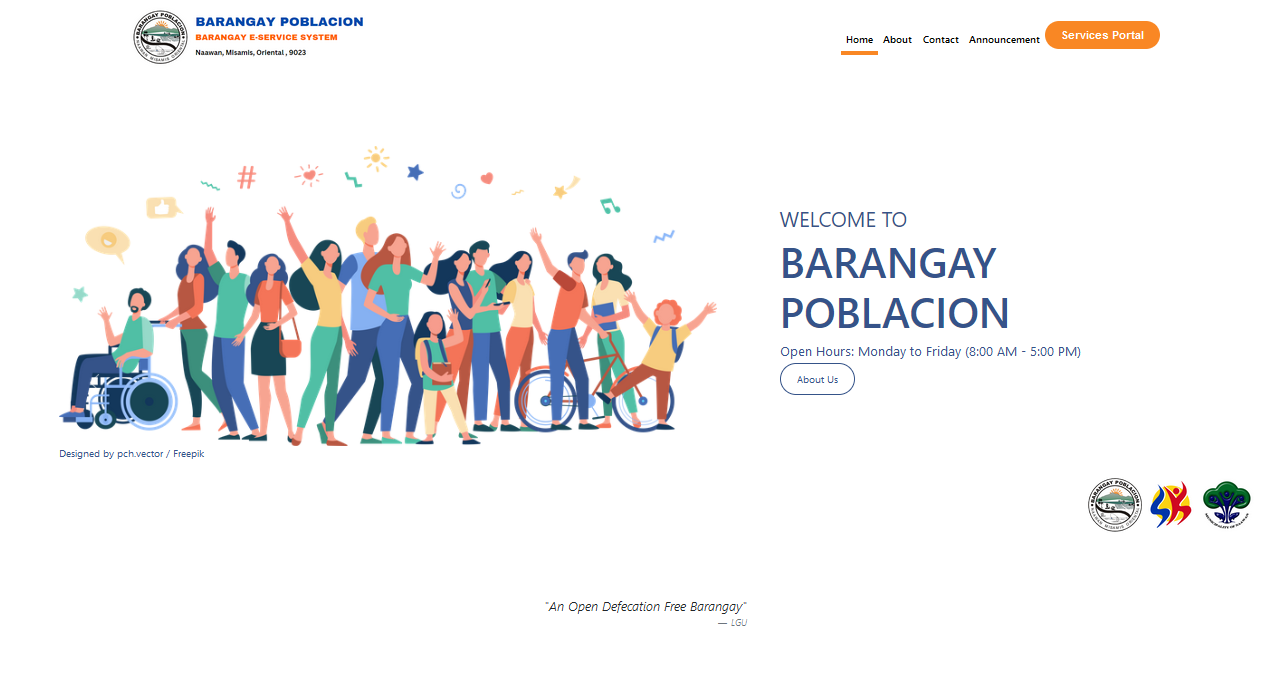 BARANGAY POBLACION
BARANGAY E-SERVICE SYSTEM
Naawan, Misamis, Oriental , 9023
Home About Contact Announcement Services Portal
#
WELCOME TO
BARANGAY
POBLACION
Open Hours: Monday to Friday (8:00 AM - 5:00 PM)
About Us
Designed by pch.vector / Freepik
BARANGAY POBLACION
"An Open Defecation Free Barangay"
— LGU